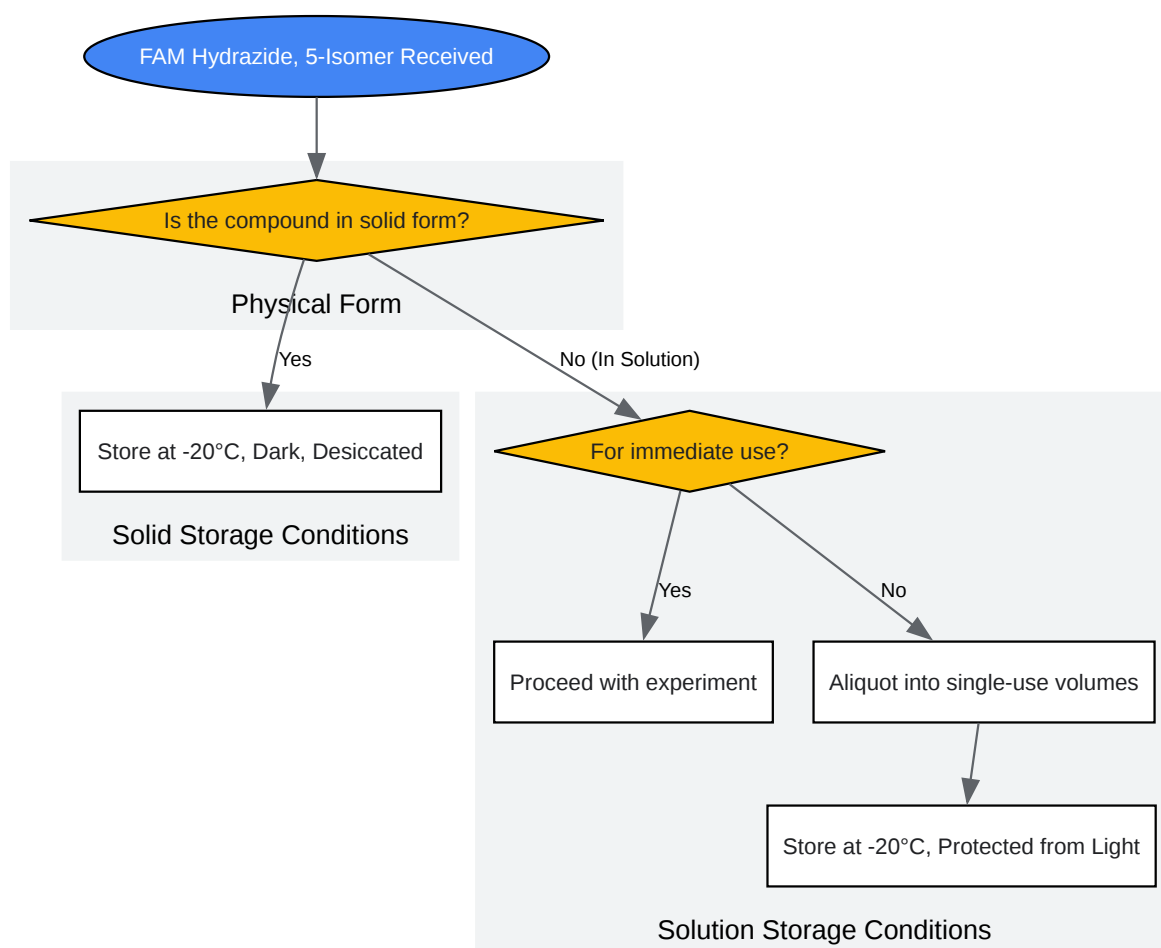 FAM Hydrazide, 5-Isomer Received
Is the compound in solid form?
Physical Form
Yes
No (In Solution)
Store at -20°C, Dark, Desiccated
For immediate use?
Solid Storage Conditions
Yes
No
Proceed with experiment
Aliquot into single-use volumes
Store at -20°C, Protected from Light
Solution Storage Conditions